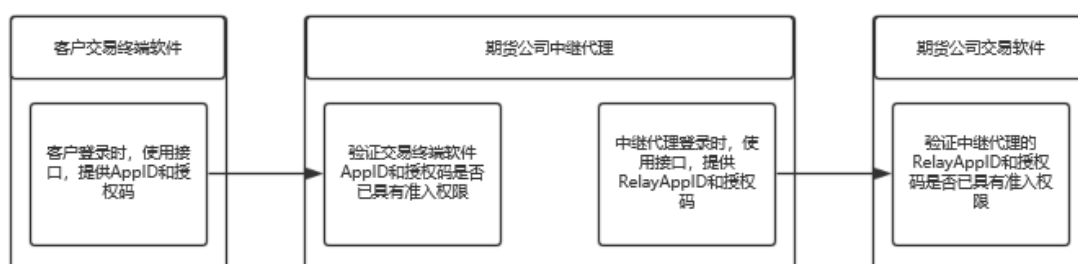 客户交易终端软件
期货公司中继代理
期货公司交易软件
客户登录时，使用接
口，提供AppID和授
权码
验证交易终端软件
AppID和授权码是否
已具有准入权限
中继代理登录时，使
用接口，提供
RelayAppID和授权
码
验证中继代理的
RelayAppID和授权
码是否已具有准入权
限